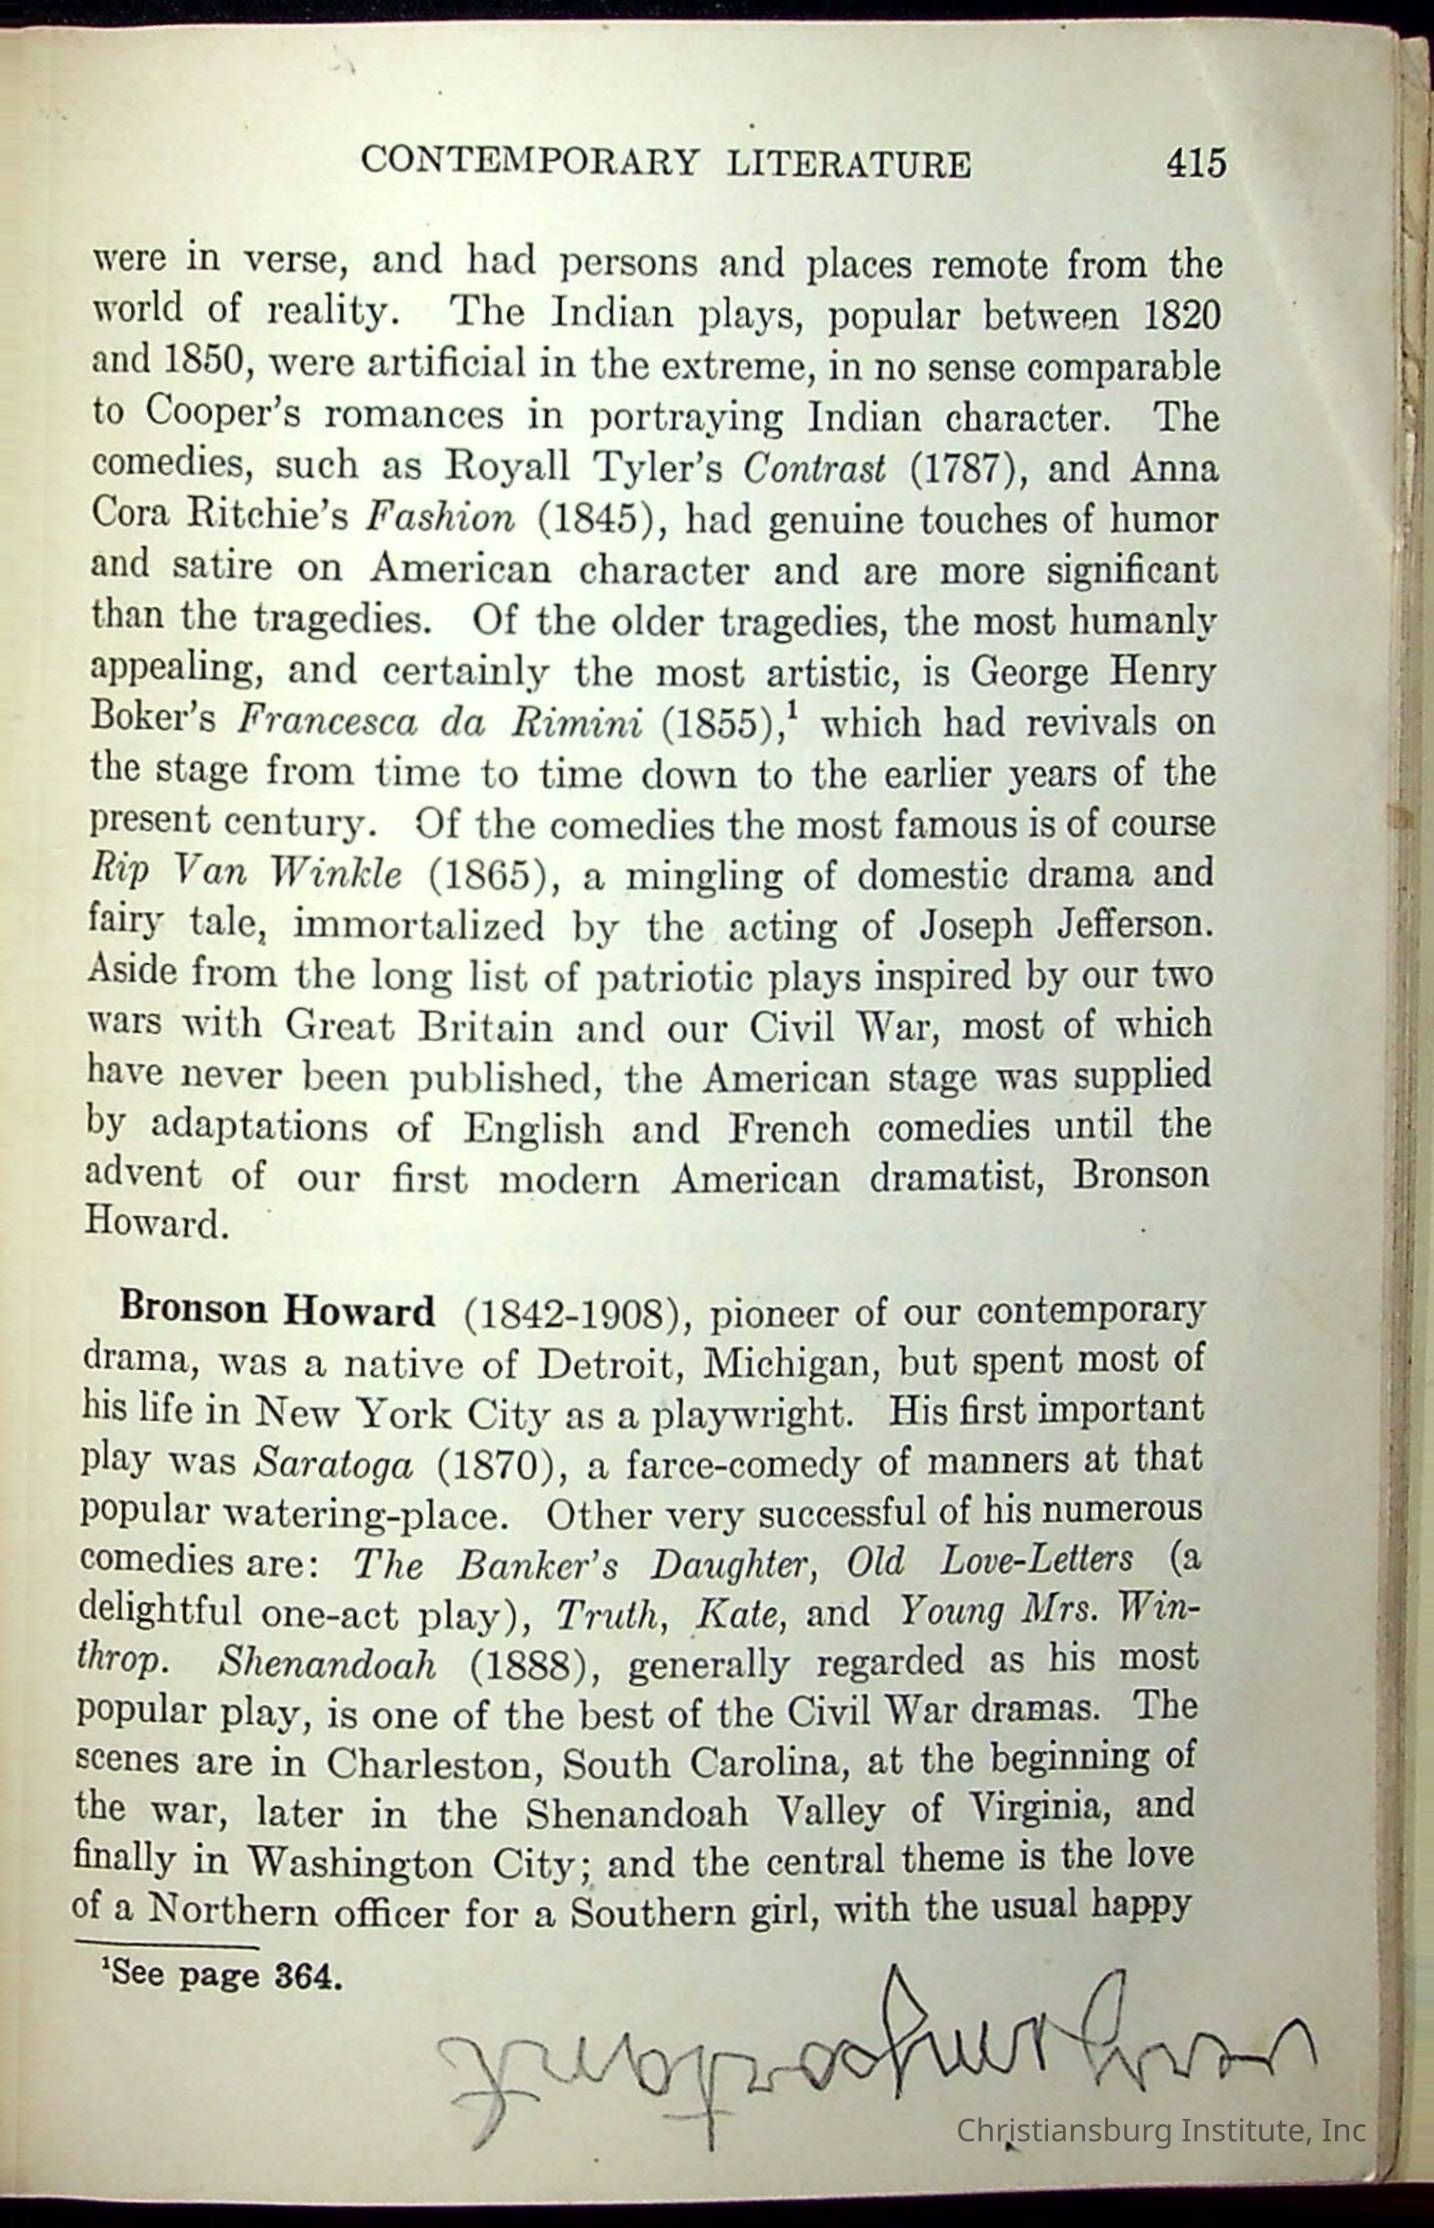 CONTEMPORARY LITERATURE 415
were in verse, and had persons and places remote from the
world of reality. The Indian plays, popular between 1820
and 1850, were artificial in the extreme, in no sense comparable
to Cooper's romances in portraying Indian character. The
comedies, such as Royall Tyler's Contrast (1787), and Anna
Cora Ritchie's Fashion (1845), had genuine touches of humor
and satire on American character and are more significant
than the tragedies. Of the older tragedies, the most humanly
appealing, and certainly the most artistic, is George Henry
Boker's Francesca da Rimini (1855),¹ which had revivals on
the stage from time to time down to the earlier years of the
present century. Of the comedies the most famous is of course
Rip Van Winkle (1865), a mingling of domestic drama and
fairy tale, immortalized by the acting of Joseph Jefferson.
Aside from the long list of patriotic plays inspired by our two
wars with Great Britain and our Civil War, most of which
have never been published, the American stage was supplied
by adaptations of English and French comedies until the
advent of our first modern American dramatist, Bronson
Howard.
Bronson Howard (1842-1908), pioneer of our contemporary
drama, was a native of Detroit, Michigan, but spent most of
his life in New York City as a playwright. His first important
play was Saratoga (1870), a farce-comedy of manners at that
popular watering-place. Other very successful of his numerous
comedies are: The Banker's Daughter, Old Love-Letters (a
delightful one-act play), Truth, Kate, and Young Mrs. Win-
throp. Shenandoah (1888), generally regarded as his most
popular play, is one of the best of the Civil War dramas. The
scenes are in Charleston, South Carolina, at the beginning of
the war, later in the Shenandoah Valley of Virginia, and
finally in Washington City; and the central theme is the love
of a Northern officer for a Southern girl, with the usual happy
¹See page 364.
Christiansburg Institute, Inc